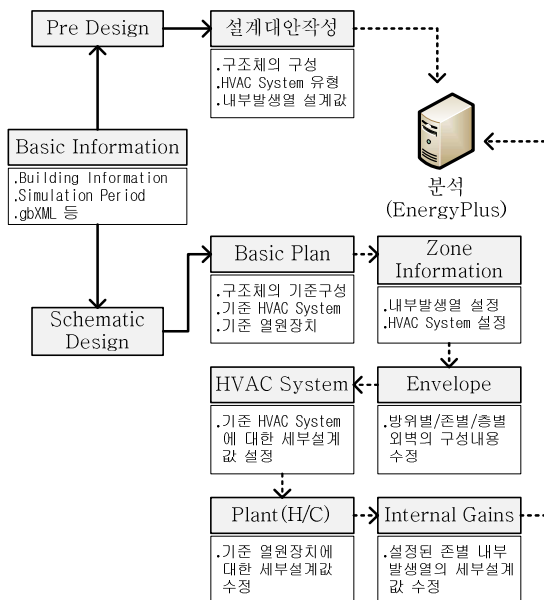 Pre Design
설계대안작성
.구조체의 구성
.HVAC System 유형
.내부발생열 설계값
Basic Information
.Building Information
.Simulation Period
.gbXML 등
분석
(EnergyPlus)
Schematic
Design
Basic Plan
.구조체의 기준구성
.기준 HVAC System
.기준 열원장치
Zone
Information
.내부발생열 설정
.HVAC System 설정
Envelope
.방위별/존별/층별
외벽의 구성내용
수정
HVAC System
.기준 HVAC System
에 대한 세부설계
값 설정
Plant(H/C)
.기준 열원장치에
대한 세부설계값
수정
Internal Gains
.설정된 존별 내부
발생열의 세부설계
값 수정